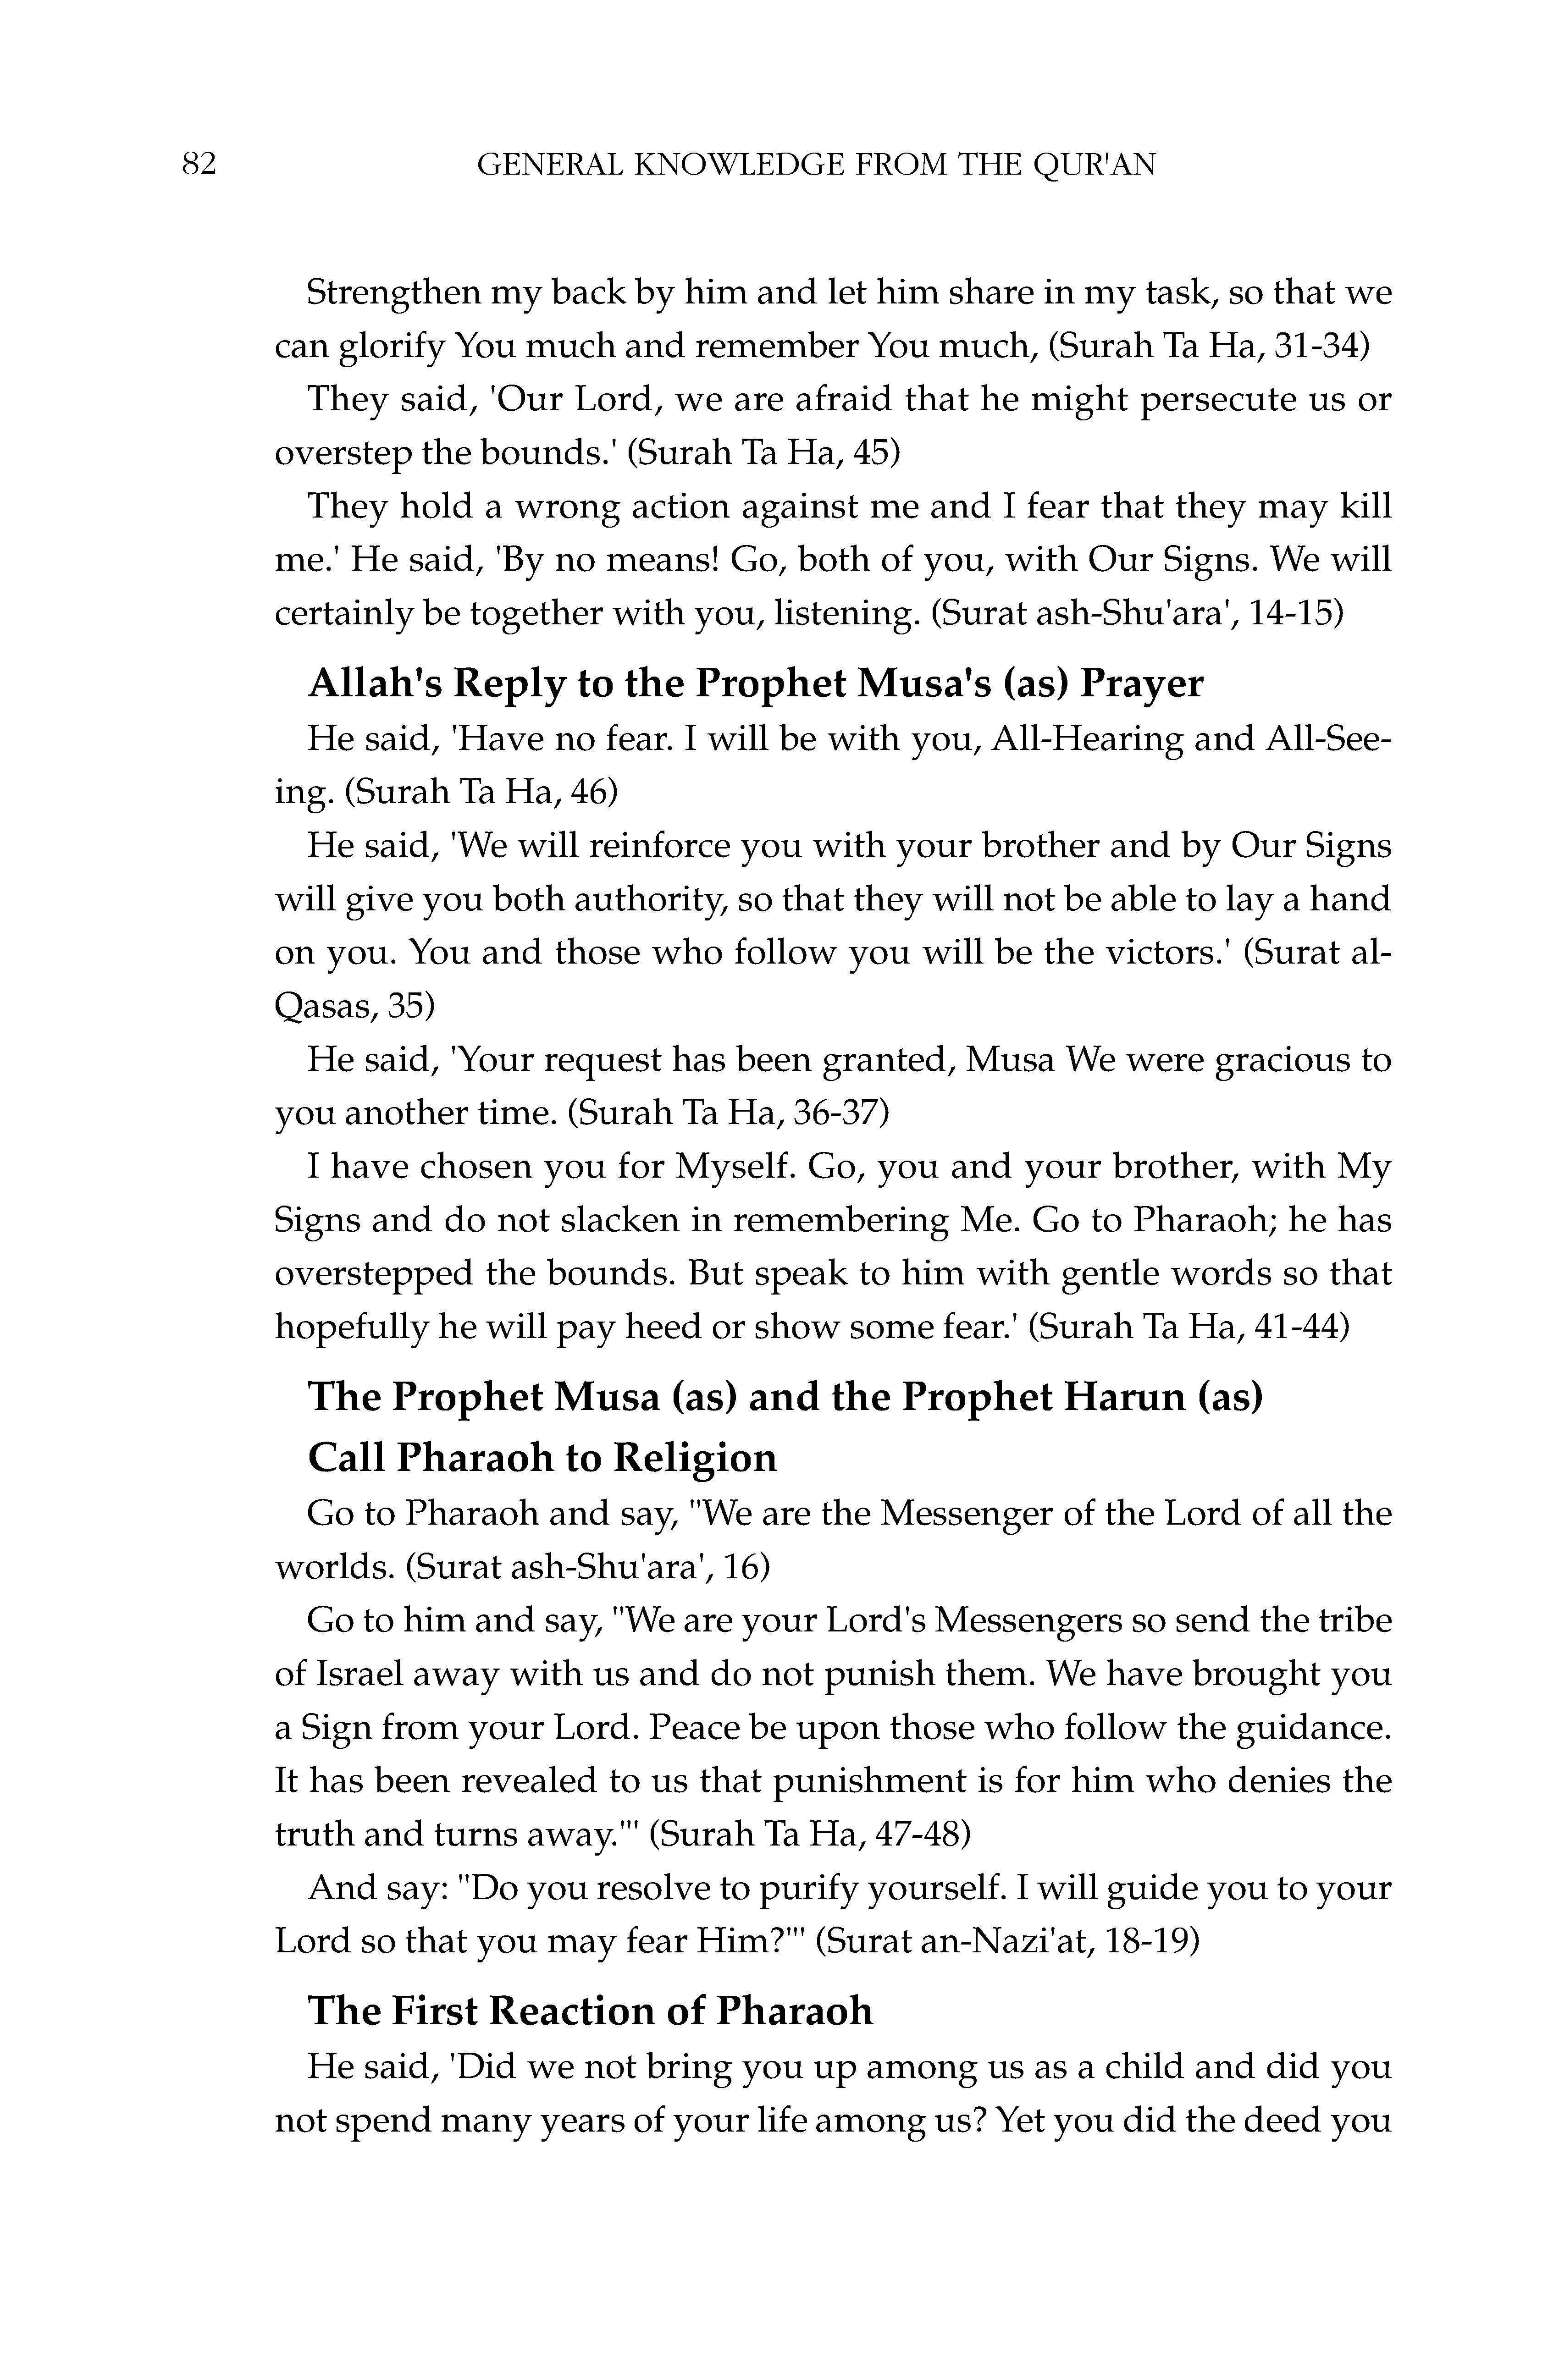 82 GENERAL KNOWLEDGE FROM THE QUR'AN
Strengthen my back by him and let him share in my task, so that we
can glorify You much and remember You much, (Surah Ta Ha, 31-34)
They said, 'Our Lord, we are afraid that he might persecute us or
overstep the bounds.' (Surah Ta Ha, 45)
They hold a wrong action against me and I fear that they may kill
me.' He said, 'By no means! Go, both of you, with Our Signs. We will
certainly be together with you, listening. (Surat ash-Shu'ara', 14-15)
Allah's Reply to the Prophet Musa's (as) Prayer
He said, 'Have no fear. I will be with you, All-Hearing and All-See-
ing. (Surah Ta Ha, 46)
He said, 'We will reinforce you with your brother and by Our Signs
will give you both authority, so that they will not be able to lay a hand
on you. You and those who follow you will be the victors.' (Surat al-
Qasas, 35)
He said, 'Your request has been granted, Musa We were gracious to
you another time. (Surah Ta Ha, 36-37)
I have chosen you for Myself. Go, you and your brother, with My
Signs and do not slacken in remembering Me. Go to Pharaoh; he has
overstepped the bounds. But speak to him with gentle words so that
hopefully he will pay heed or show some fear.' (Surah Ta Ha, 41-44)
The Prophet Musa (as) and the Prophet Harun (as)
Call Pharaoh to Religion
Go to Pharaoh and say, "We are the Messenger of the Lord of all the
worlds. (Surat ash-Shu'ara', 16)
Go to him and say, "We are your Lord's Messengers so send the tribe
of Israel away with us and do not punish them. We have brought you
a Sign from your Lord. Peace be upon those who follow the guidance.
It has been revealed to us that punishment is for him who denies the
truth and turns away."' (Surah Ta Ha, 47-48)
And say: "Do you resolve to purify yourself. I will guide you to your
Lord so that you may fear Him?"' (Surat an-Nazi'at, 18-19)
The First Reaction of Pharaoh
He said, 'Did we not bring you up among us as a child and did you
not spend many years of your life among us? Yet you did the deed you